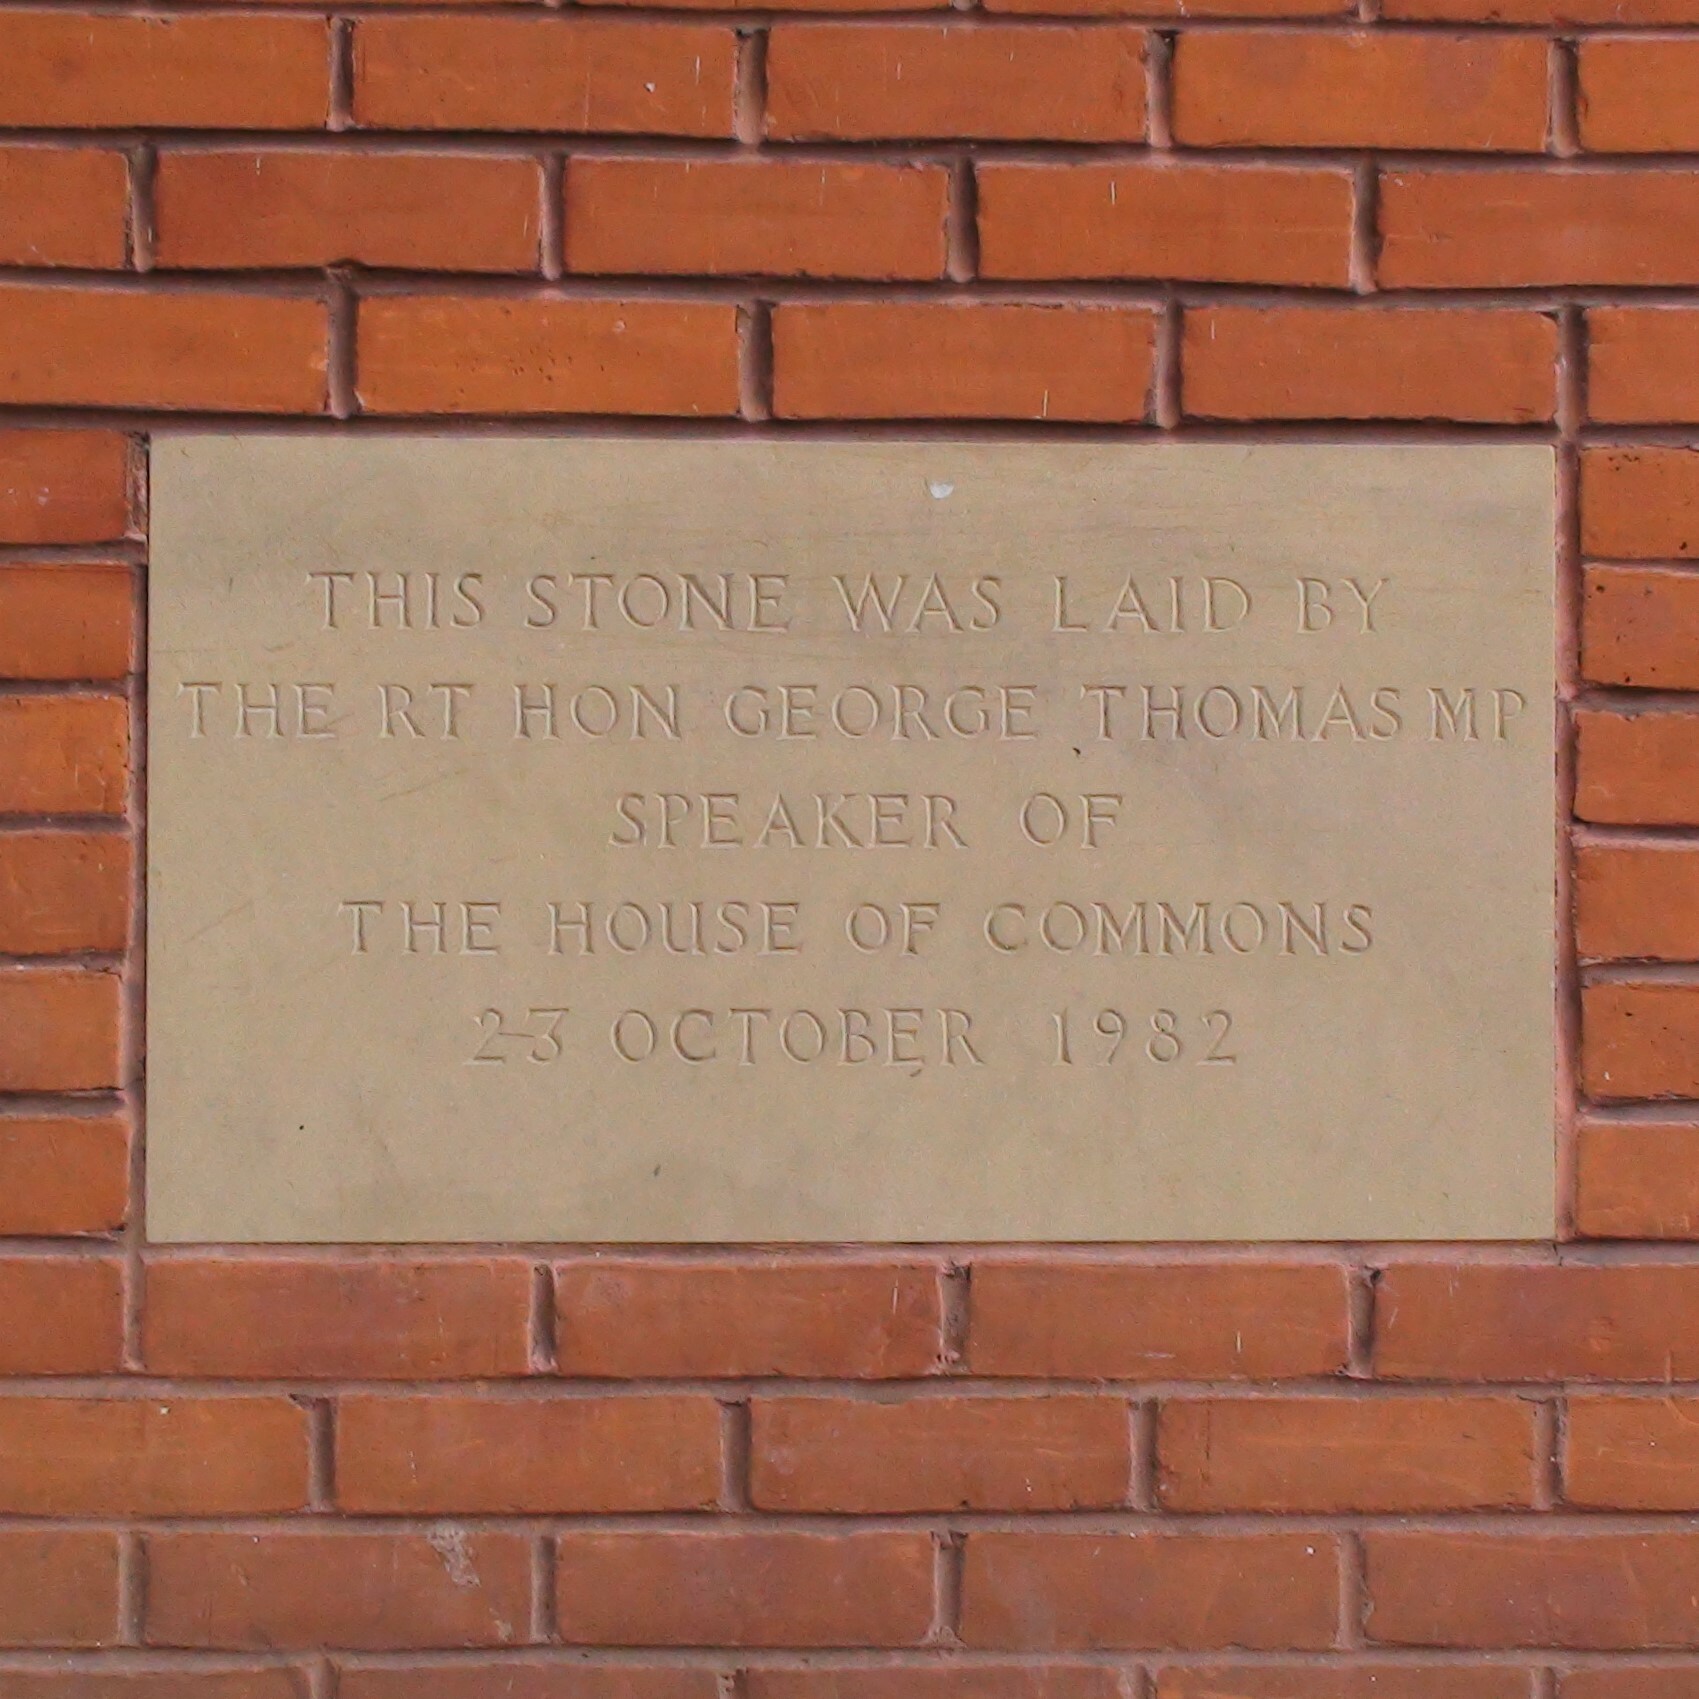 THIS STONE WAS LAID BY
THE RT HON GEORGE THOMAS MP
SPEAKER OF
THE HOUSE OF COMMONS
23 OCTOBER 1982